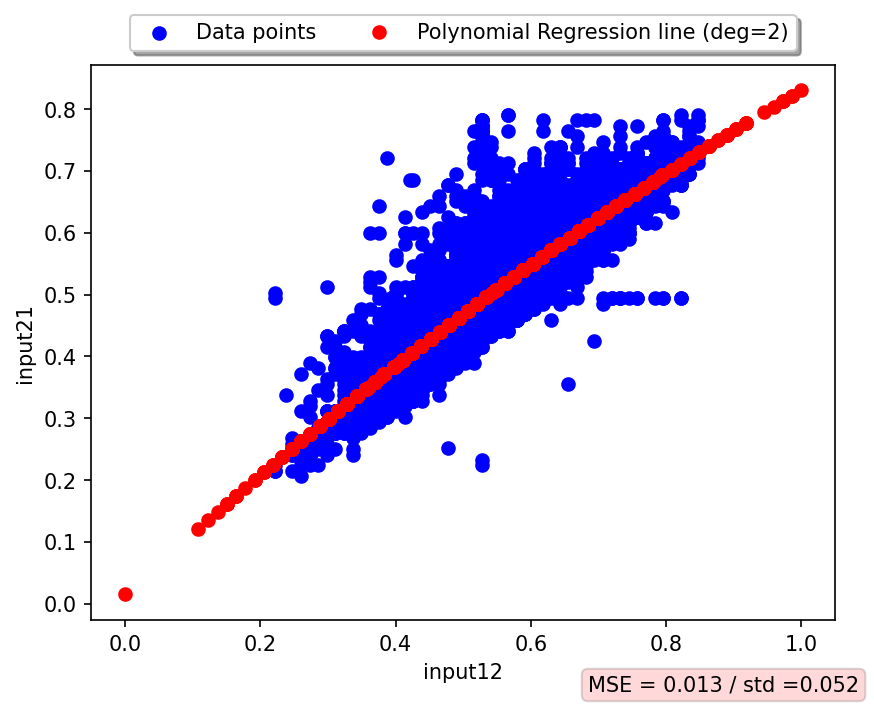 Data points
Polynomial Regression line (deg=2)
input21
0.8
0.7
0.6
0.5
0.4
0.3
0.2
0.1
0.0
0.0 0.2 0.4 0.6 0.8 1.0
input12
MSE = 0.013 / std =0.052